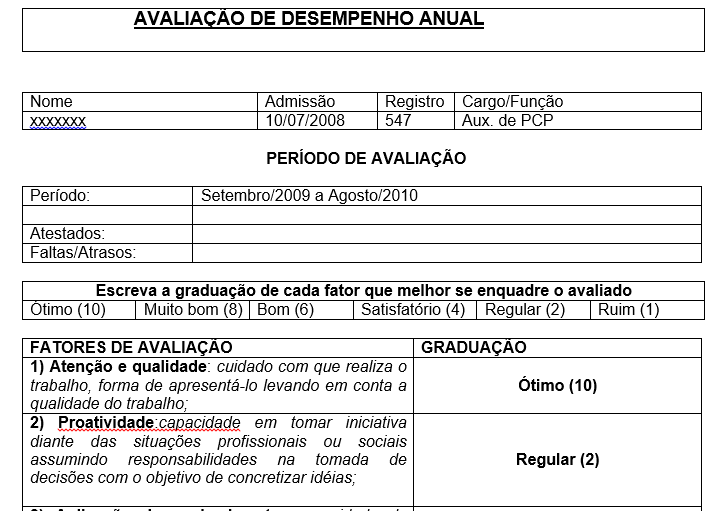 AVALIAÇÃO DE DESEMPENHO ANUAL
Nome Admissão Registro Cargo/Função
xxxxxxx 10/07/2008 547 Aux. de PCP
PERÍODO DE AVALIAÇÃO
Período: Setembro/2009 a Agosto/2010
Atestados:
Faltas/Atrasos:
Escreva a graduação de cada fator que melhor se enquadre o avaliado
Ótimo (10) Muito bom (8) Bom (6) Satisfatório (4) Regular (2) Ruim (1)
FATORES DE AVALIAÇÃO GRADUAÇÃO
1) Atenção e qualidade: cuidado com que realiza o
trabalho, forma de apresentá-lo levando em conta a
qualidade do trabalho;
Ótimo (10)
2) Proatividade:capacidade em tomar iniciativa
diante das situações profissionais ou sociais
assumindo responsabilidades na tomada de
decisões com o objetivo de concretizar idéias;
Regular (2)